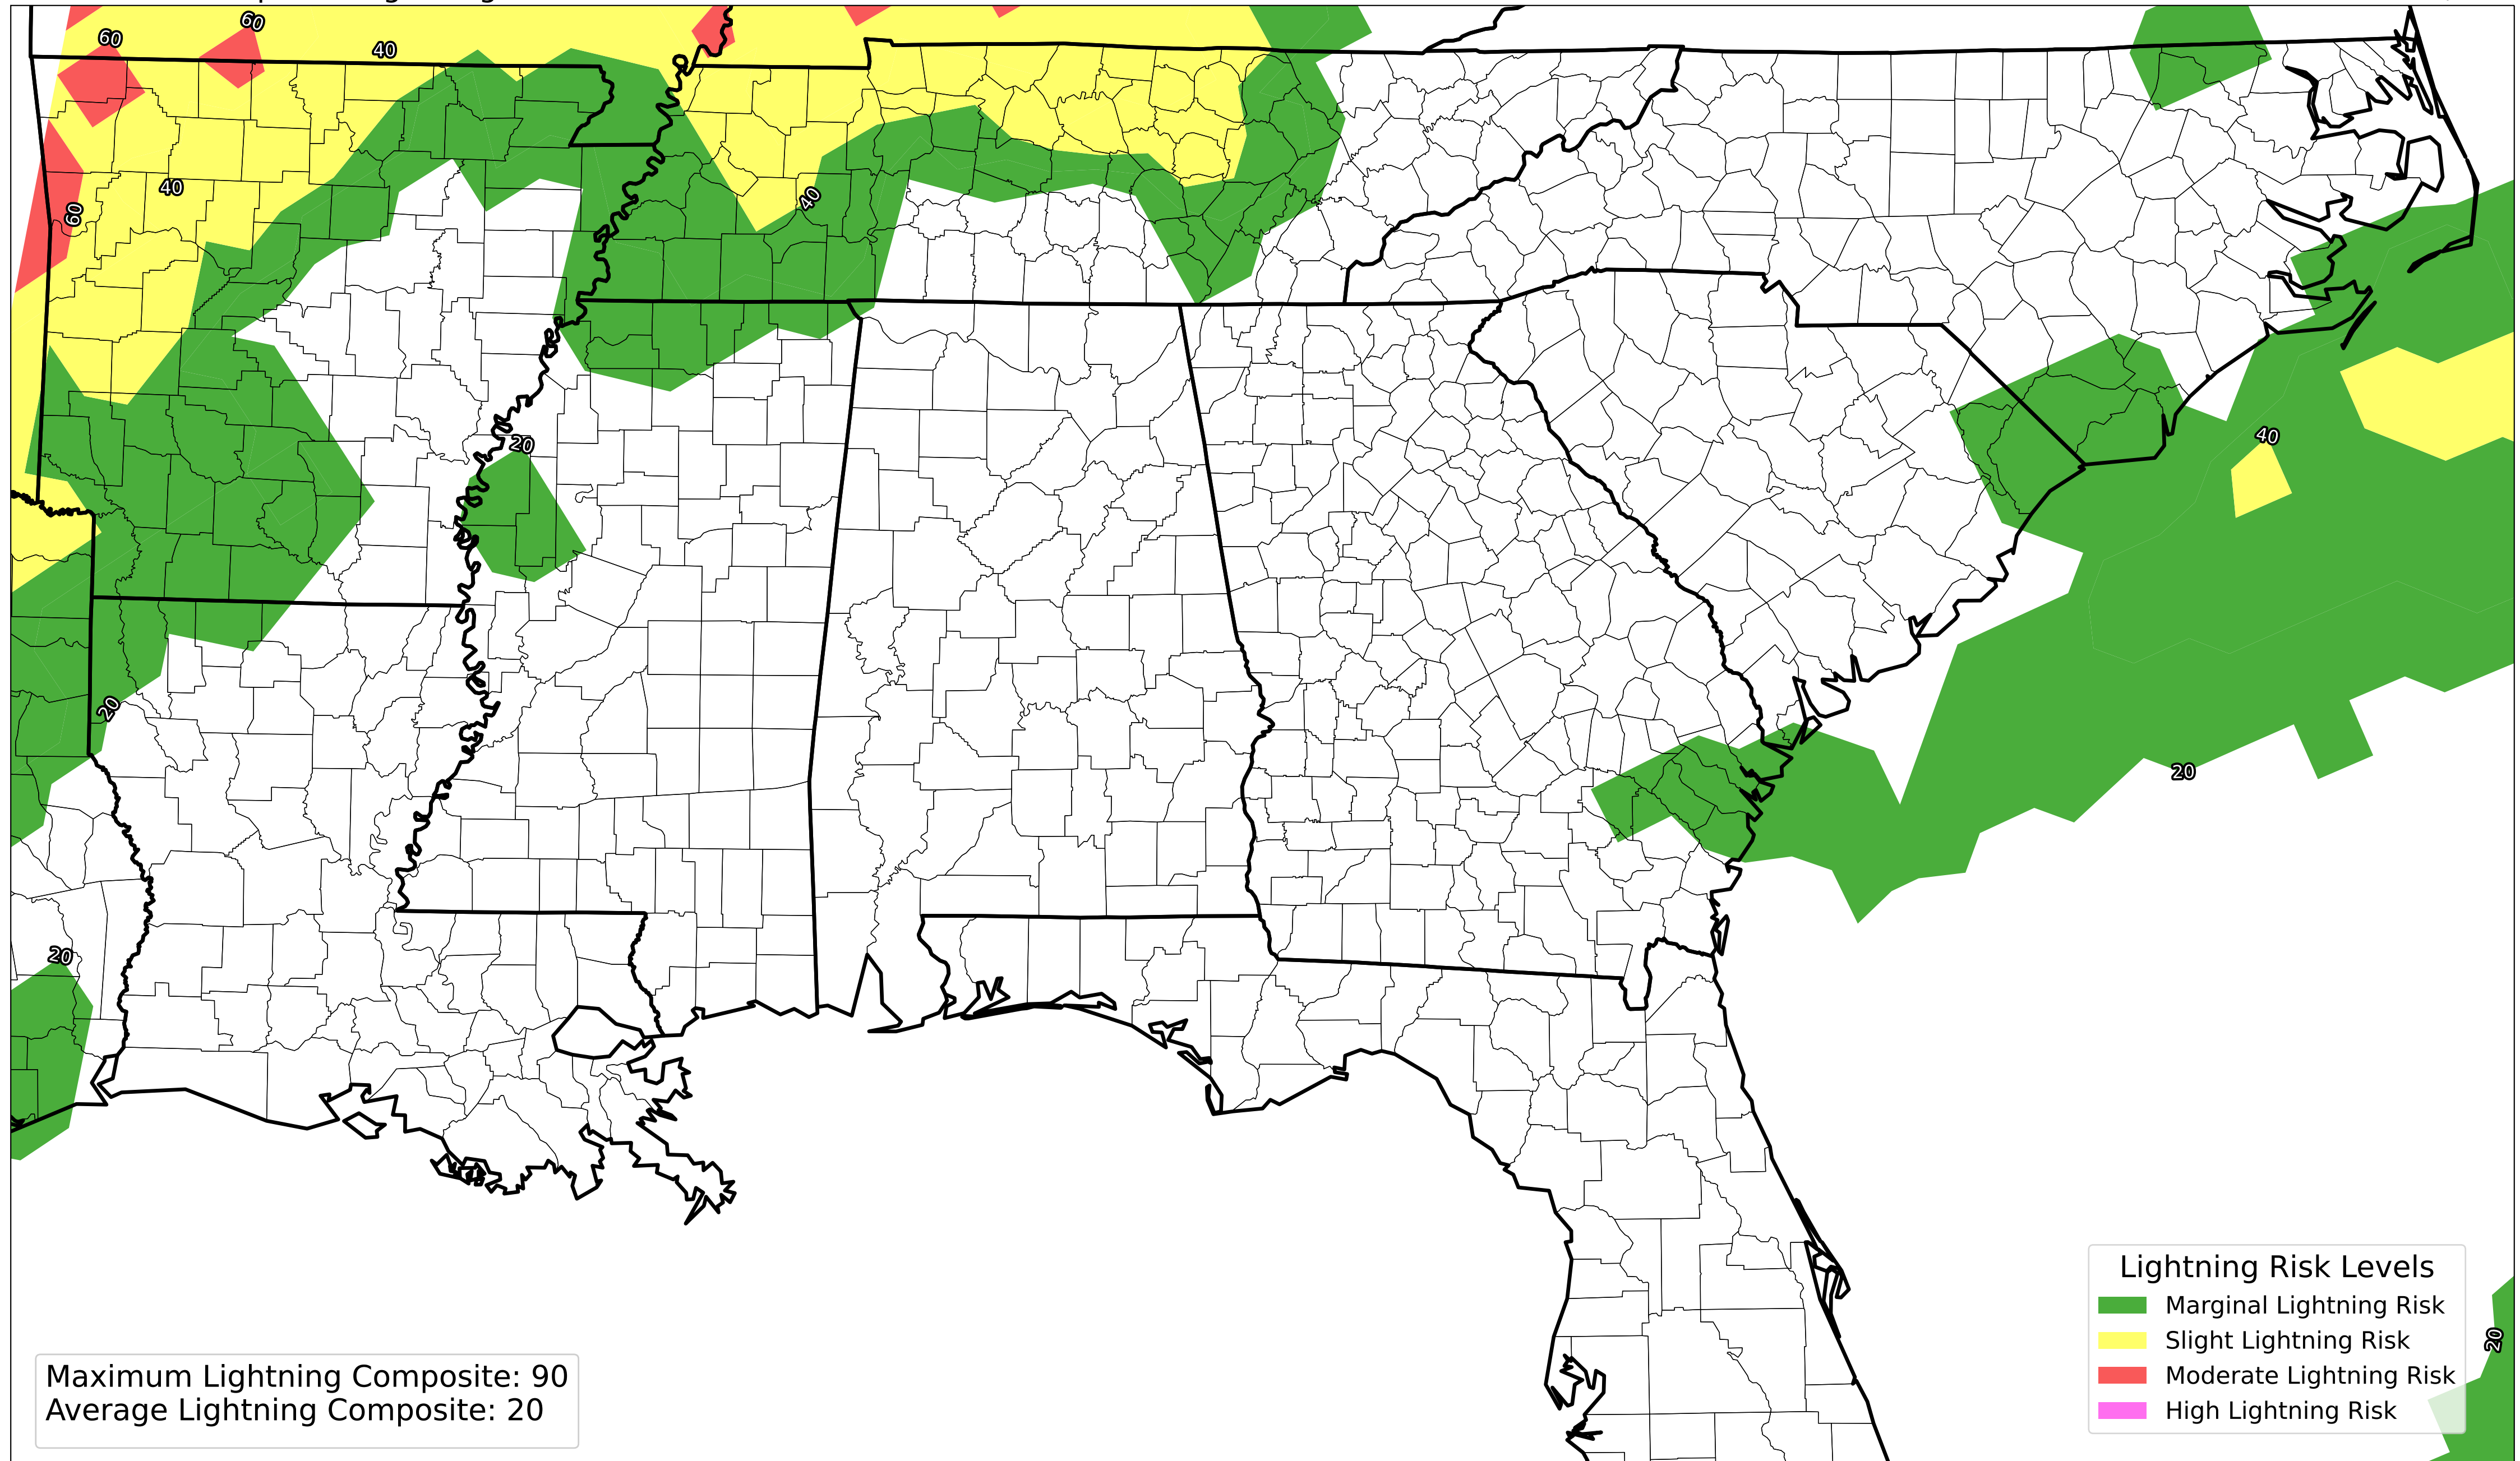 60
60
40
40
60
40
20
40
20
20
20
20
Lightning Risk Levels
Marginal Lightning Risk
Slight Lightning Risk
Moderate Lightning Risk
High Lightning Risk
Maximum Lightning Composite: 90
Average Lightning Composite: 20